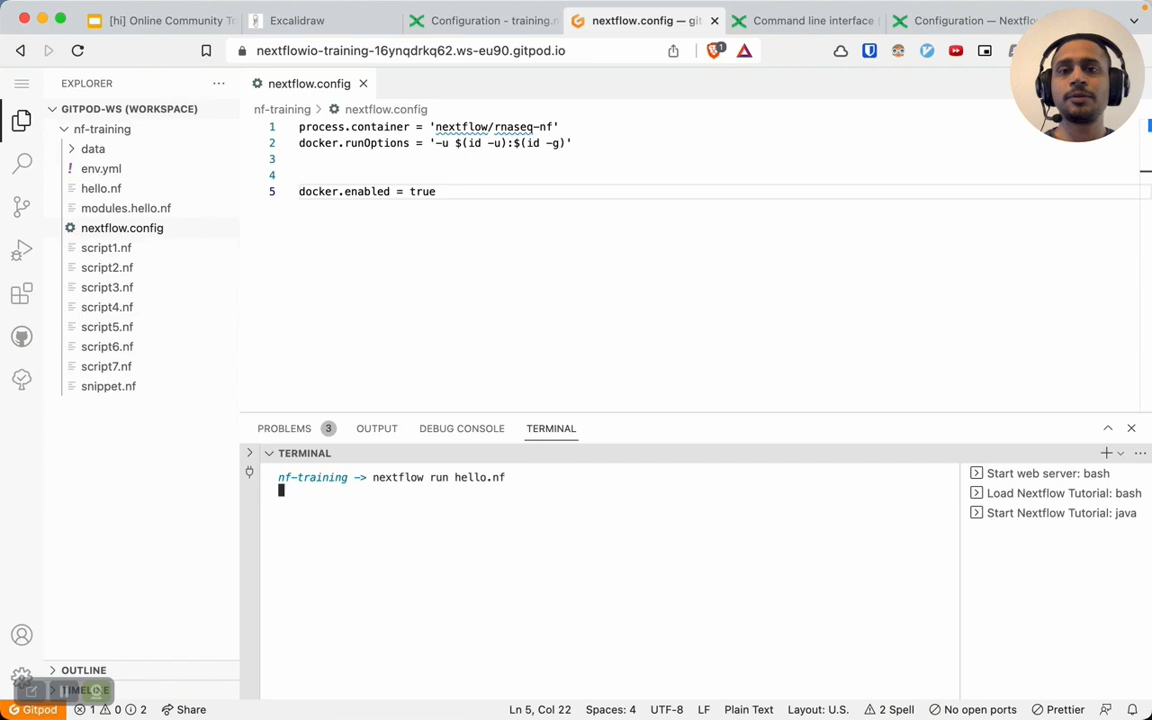 [hi] Online Community Tr
Excalidraw
Configuration - training.n
nextflow.config — git
Command line interface
Configuration — Nextflo
nextflowio-training-16ynqdrkq62.ws-eu90.gitpod.io
1
EXPLORER
nextflow.config
GITPOD-WS (WORKSPACE)
nf-training
data
env.yml
hello.nf
modules.hello.nf
nextflow.config
script1.nf
script2.nf
script3.nf
script4.nf
script5.nf
script6.nf
script7.nf
snippet.nf
nf-training > nextflow.config
1 process.container = 'nextflow/rnaseq-nf'
2 docker.runOptions = '-u $(id -u):$(id -g)'
3
4
5 docker.enabled = true
PROBLEMS 3 OUTPUT DEBUG CONSOLE TERMINAL
TERMINAL
nf-training -> nextflow run hello.nf
Start web server: bash
Load Nextflow Tutorial: bash
Start Nextflow Tutorial: java
OUTLINE
TIMELINE
Gitpod 1 0 2 Share Ln 5, Col 22 Spaces: 4 UTF-8 LF Plain Text Layout: U.S. 2 Spell No open ports Prettier